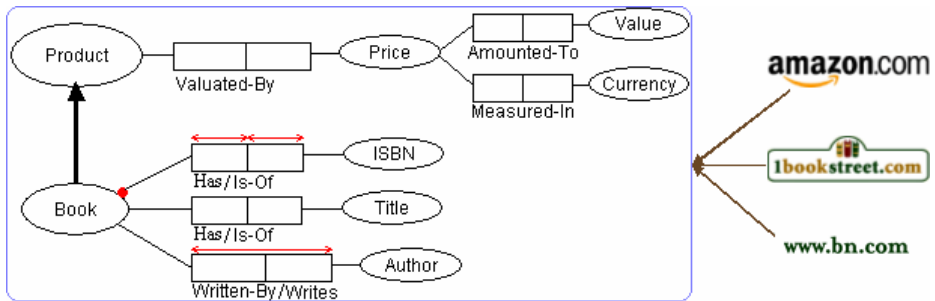 Product
Valuated-By
Price
Amounted-To
Value
Measured-In
Currency
amazon.com
ISBN
Has/Is-Of
1bookstreet.com
Book
Title
Has/Is-Of
www.bn.com
Author
Written-By/Writes